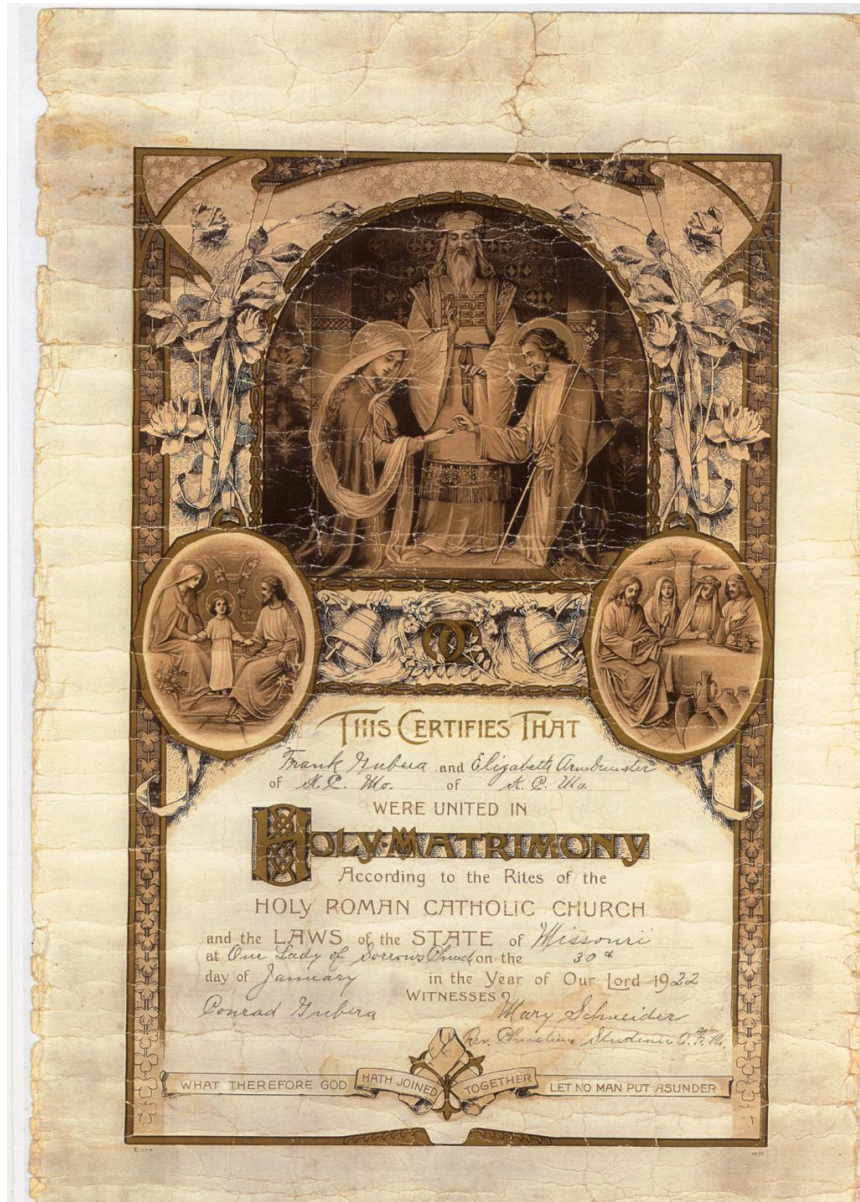 THIS CERTIFIES THAT
Frank and Elizabeth Armbruster
of K.C. Mo. of K.C. Mo.
WERE UNITED IN
HOLY·MATRIMONY
According to the Rites of the
HOLY ROMAN CATHOLIC CHURCH
and the LAWS of the STATE of Missouri
at Our Lady of Sorrows Church on the 30th
day of January in the Year of Our Lord 1922
WITNESSES
Conrad Mary Schneider
Rev. O.F.M.
WHAT THEREFORE GOD HATH JOINED TOGETHER LET NO MAN PUT ASUNDER